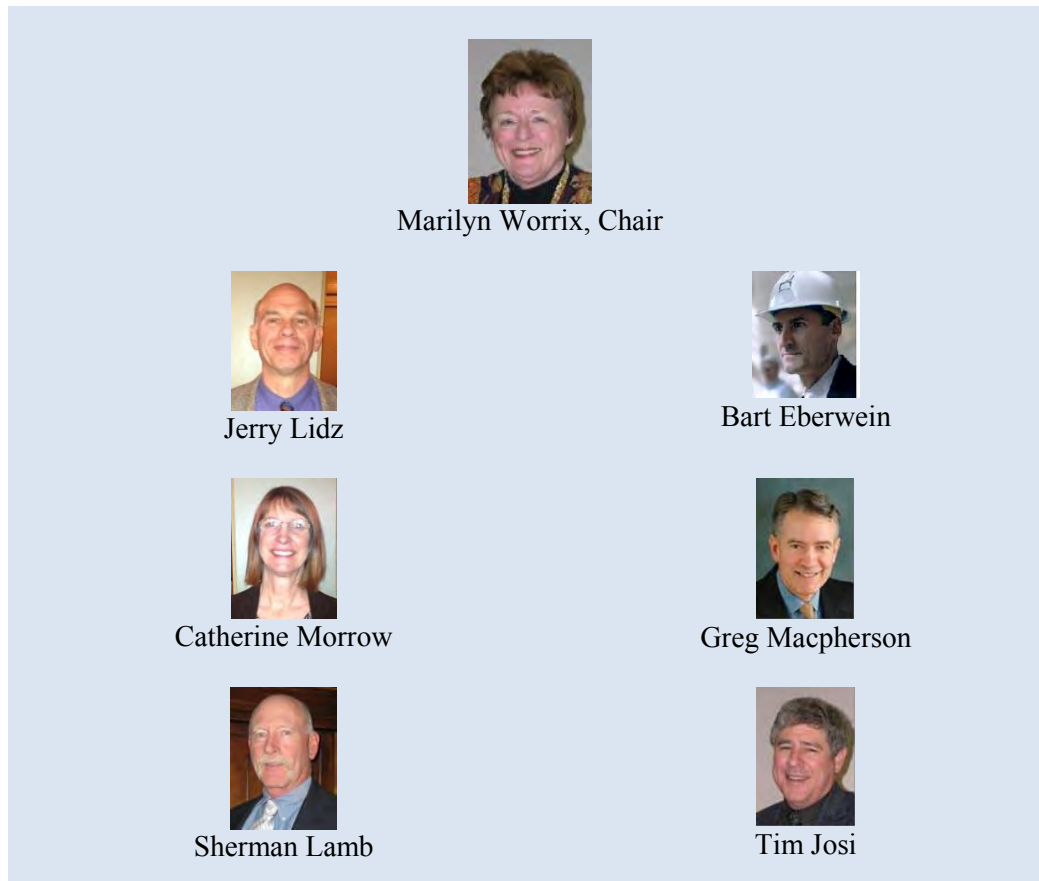 Marilyn Worrix, Chair
Jerry Lidz
Bart Eberwein
Catherine Morrow
Greg Macpherson
Sherman Lamb
Tim Josi